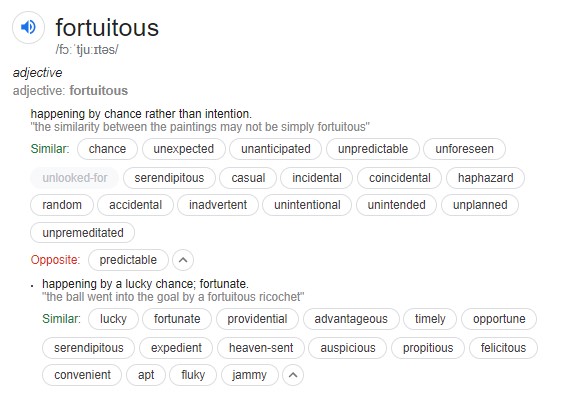 fortuitous
/fɔːˈtjuːɪtəs/
adjective
adjective: fortuitous
happening by chance rather than intention.
"the similarity between the paintings may not be simply fortuitous"
Similar: chance unexpected unanticipated unpredictable unforeseen
unlooked-for serendipitous casual incidental coincidental haphazard
random accidental inadvertent unintentional unintended unplanned
unpremeditated
Opposite: predictable
• happening by a lucky chance; fortunate.
"the ball went into the goal by a fortuitous ricochet"
Similar: lucky fortunate providential advantageous timely opportune
serendipitous expedient heaven-sent auspicious propitious felicitous
convenient apt fluky jammy